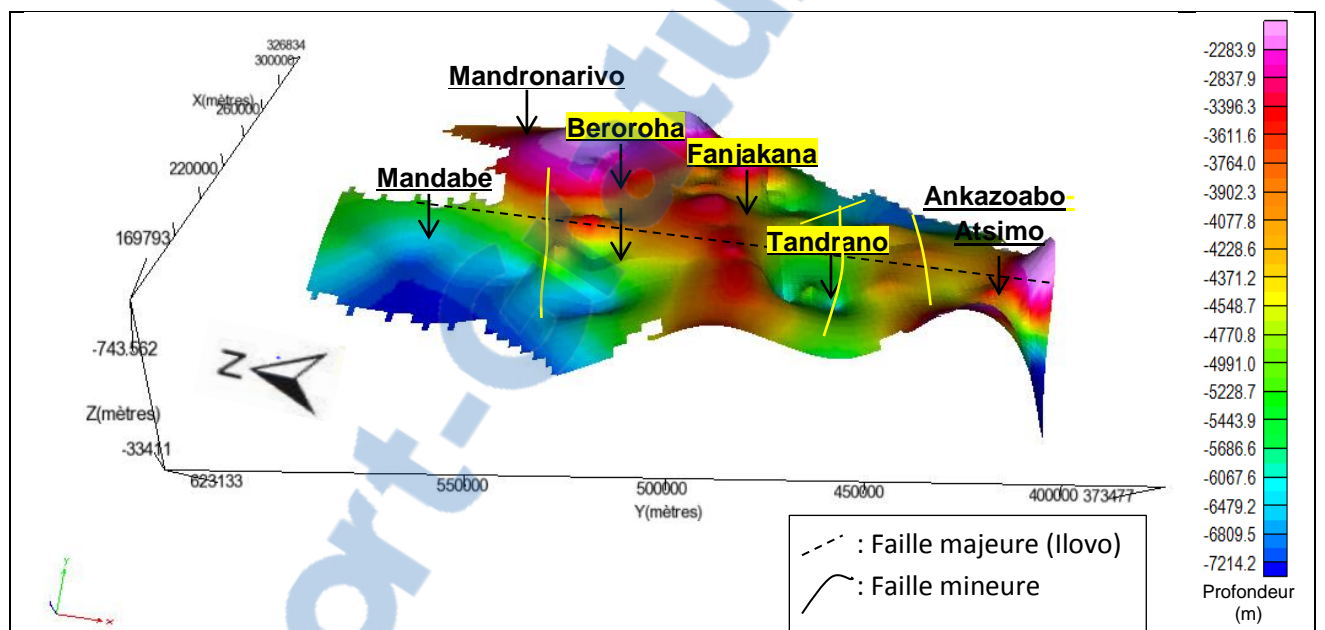 326834
300000
X(mètres)
260000
220000
169793
-743.562
Z(mètres)
-33411
623133
550000
500000
450000
400000
373477
Y(mètres)
Z
Mandronarivo
Beroroha
Fanjakana
Mandabé
Tandrano
Ankazoabo-
Atsimo
: Faille majeure (Ilovo)
: Faille mineure
-2283.9
-2837.9
-3396.3
-3611.6
-3764.0
-3902.3
-4077.8
-4228.6
-4371.2
-4548.7
-4770.8
-4991.0
-5228.7
-5443.9
-5686.6
-6067.6
-6479.2
-6809.5
-7214.2
Profondeur
(m)
y
x